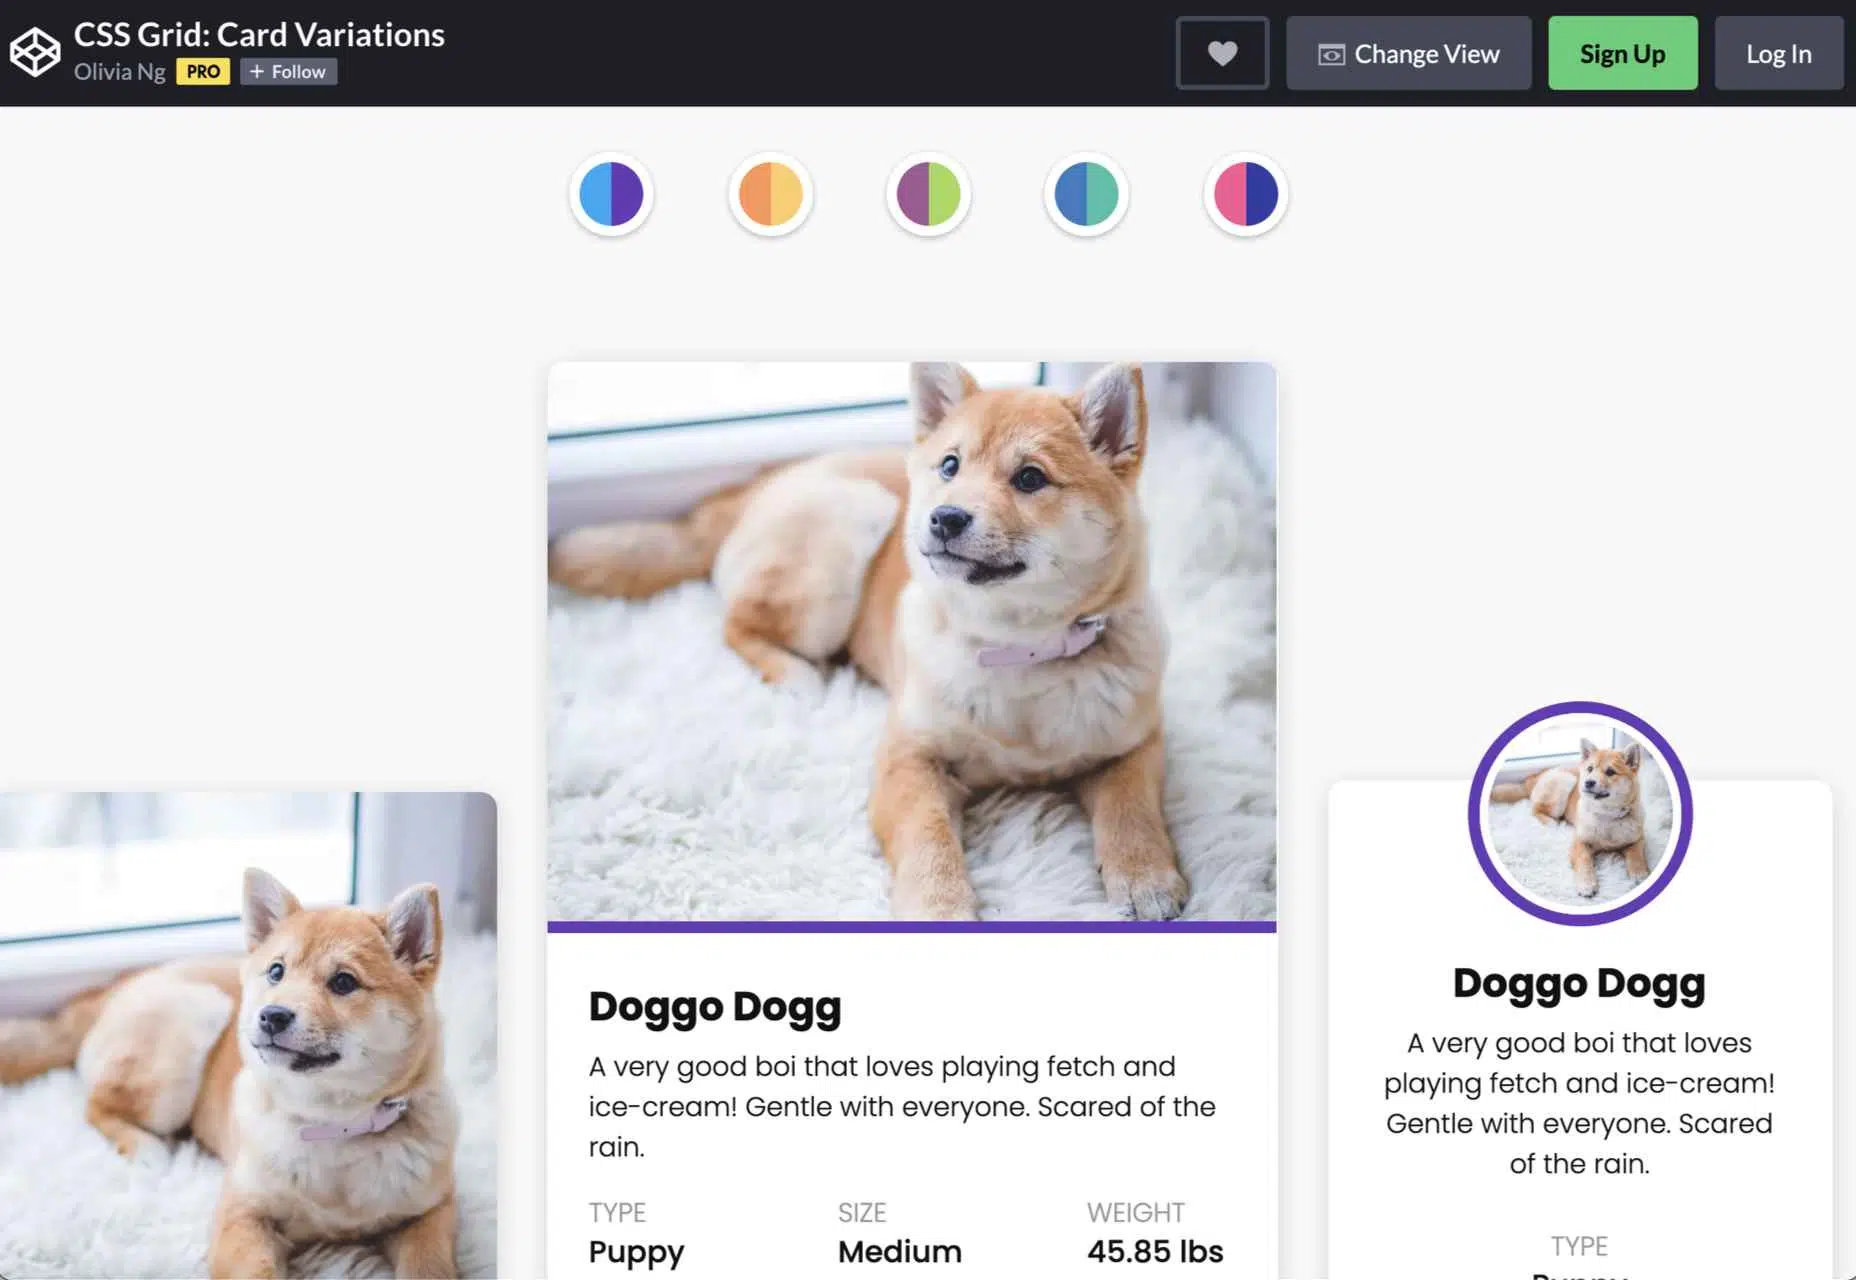 CSS Grid: Card Variations
Olivia Ng PRO + Follow
Change View
Sign Up
Log In
Doggo Dogg
A very good boi that loves playing fetch and
ice-cream! Gentle with everyone. Scared of the
rain.
TYPE SIZE WEIGHT
Puppy Medium 45.85 lbs
Doggo Dogg
A very good boi that loves
playing fetch and ice-cream!
Gentle with everyone. Scared
of the rain.
TYPE